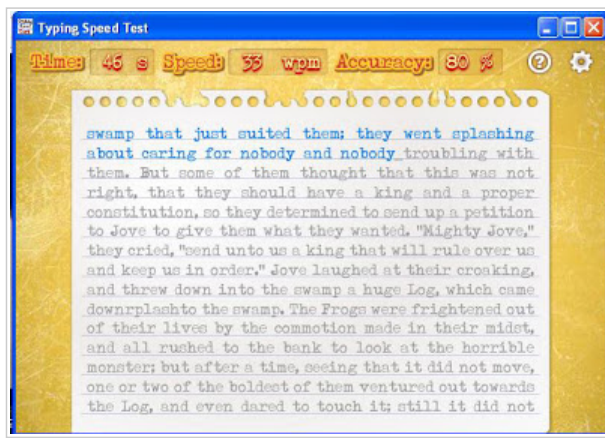 Typing Speed Test
Time: 46 s Speed: 33 wpm Accuracy: 80 %
swamp that just suited them; they went splashing
about caring for nobody and nobody_troubling with
them. But some of them thought that this was not
right, that they should have a king and a proper
constitution, so they determined to send up a petition
to Jove to give them what they wanted. "Mighty Jove,"
they cried, "send unto us a king that will rule over us
and keep us in order." Jove laughed at their croaking,
and threw down into the swamp a huge Log, which came
downrplashto the swamp. The Frogs were frightened out
of their lives by the commotion made in their midst,
and all rushed to the bank to look at the horrible
monster; but after a time, seeing that it did not move,
one or two of the boldest of them ventured out towards
the Log, and even dared to touch it; still it did not